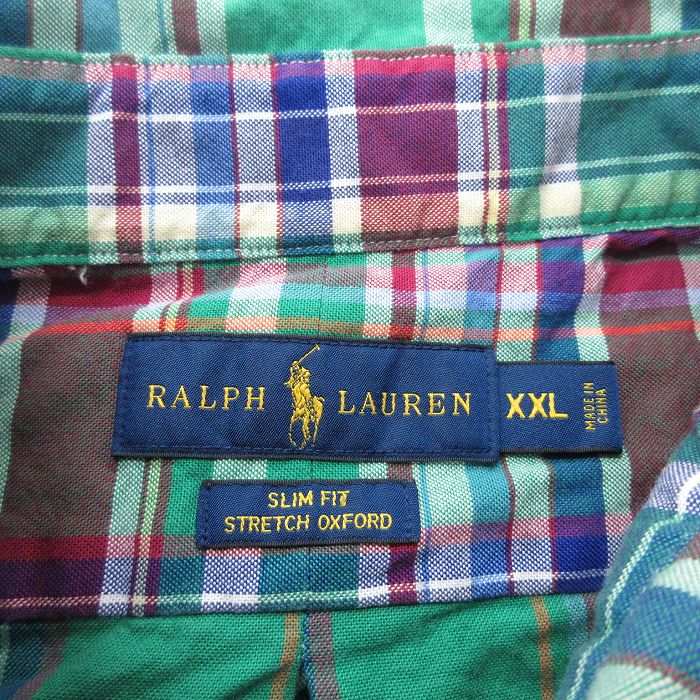 RALPH LAUREN
XXL
MADE IN
CHINA
SLIM FIT
STRETCH OXFORD